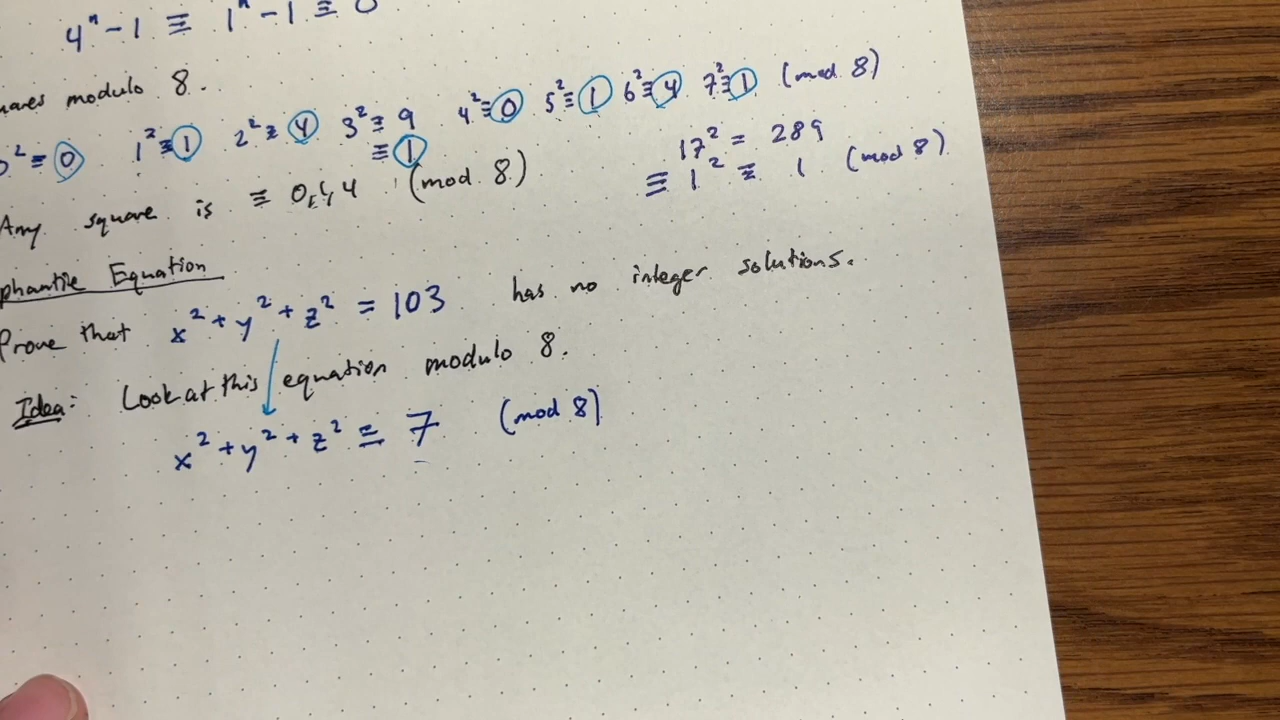 4ⁿ - 1 ≡ 1ⁿ - 1 ≡ 0
modulo 8.
² ≡ 0 1² ≡ 1 2² ≡ 4 3² ≡ 9 4² ≡ 0 5² ≡ 1 6² ≡ 4 7² ≡ 1 (mod 8)
≡ 1
17² = 289
≡ 1² ≡ 1 (mod 8)
Any square is ≡ 0, 1, 4 (mod 8)
phantile Equation
Prove that x² + y² + z² = 103 has no integer solutions.
Idea: Look at this equation modulo 8.
x² + y² + z² ≡ 7 (mod 8)